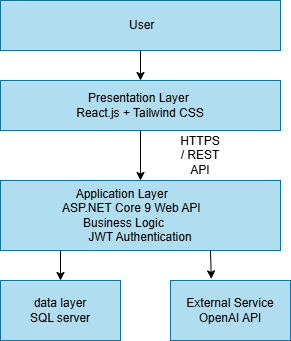 User
Presentation Layer
React.js + Tailwind CSS
HTTPS
/ REST
API
Application Layer
ASP.NET Core 9 Web API
Business Logic
JWT Authentication
data layer
SQL server
External Service
OpenAI API